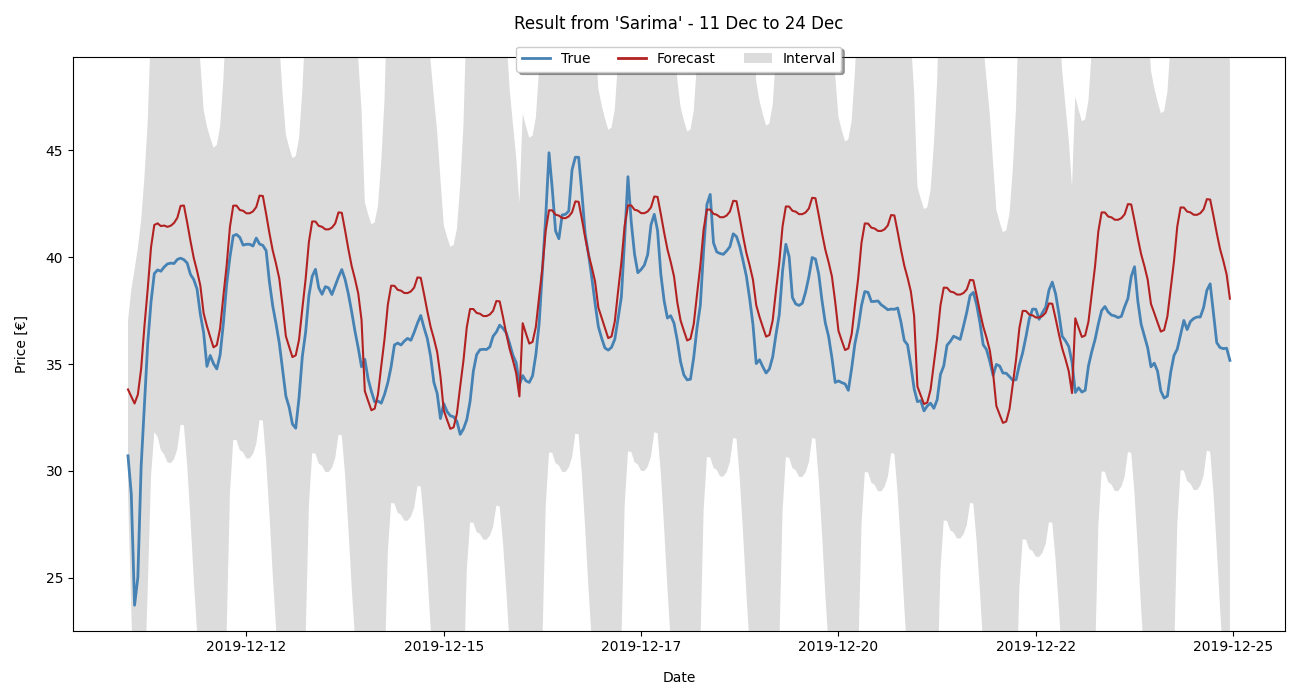 Result from 'Sarima' - 11 Dec to 24 Dec
True Forecast Interval
45
40
35
30
25
Price [€]
2019-12-12 2019-12-15 2019-12-17 2019-12-20 2019-12-22 2019-12-25
Date